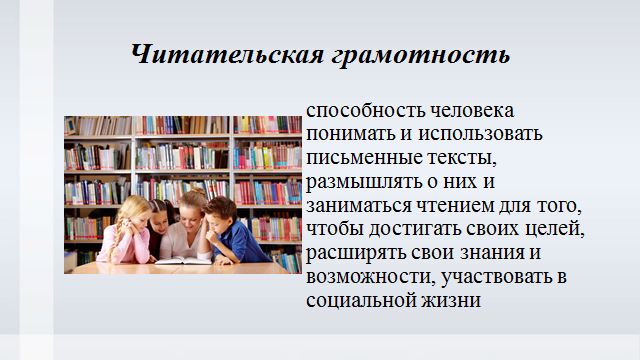 Читательская грамотность
способность человека
понимать и использовать
письменные тексты,
размышлять о них и
заниматься чтением для того,
чтобы достигать своих целей,
расширять свои знания и
возможности, участвовать в
социальной жизни